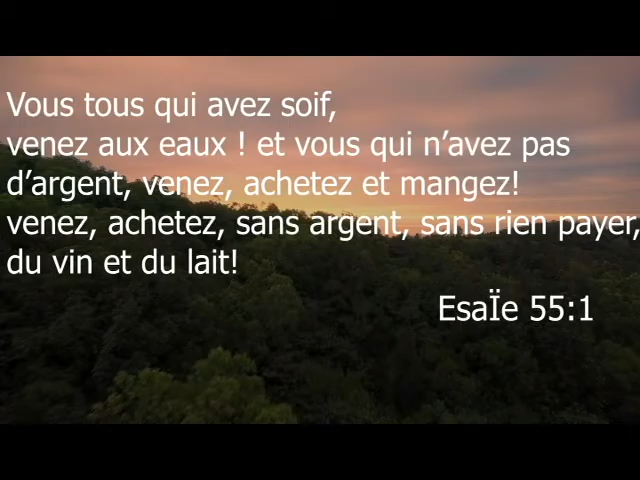 Vous tous qui avez soif,
venez aux eaux ! et vous qui n’avez pas
d’argent, venez, achetez et mangez!
venez, achetez, sans argent, sans rien payer,
du vin et du lait!
EsaÏe 55:1